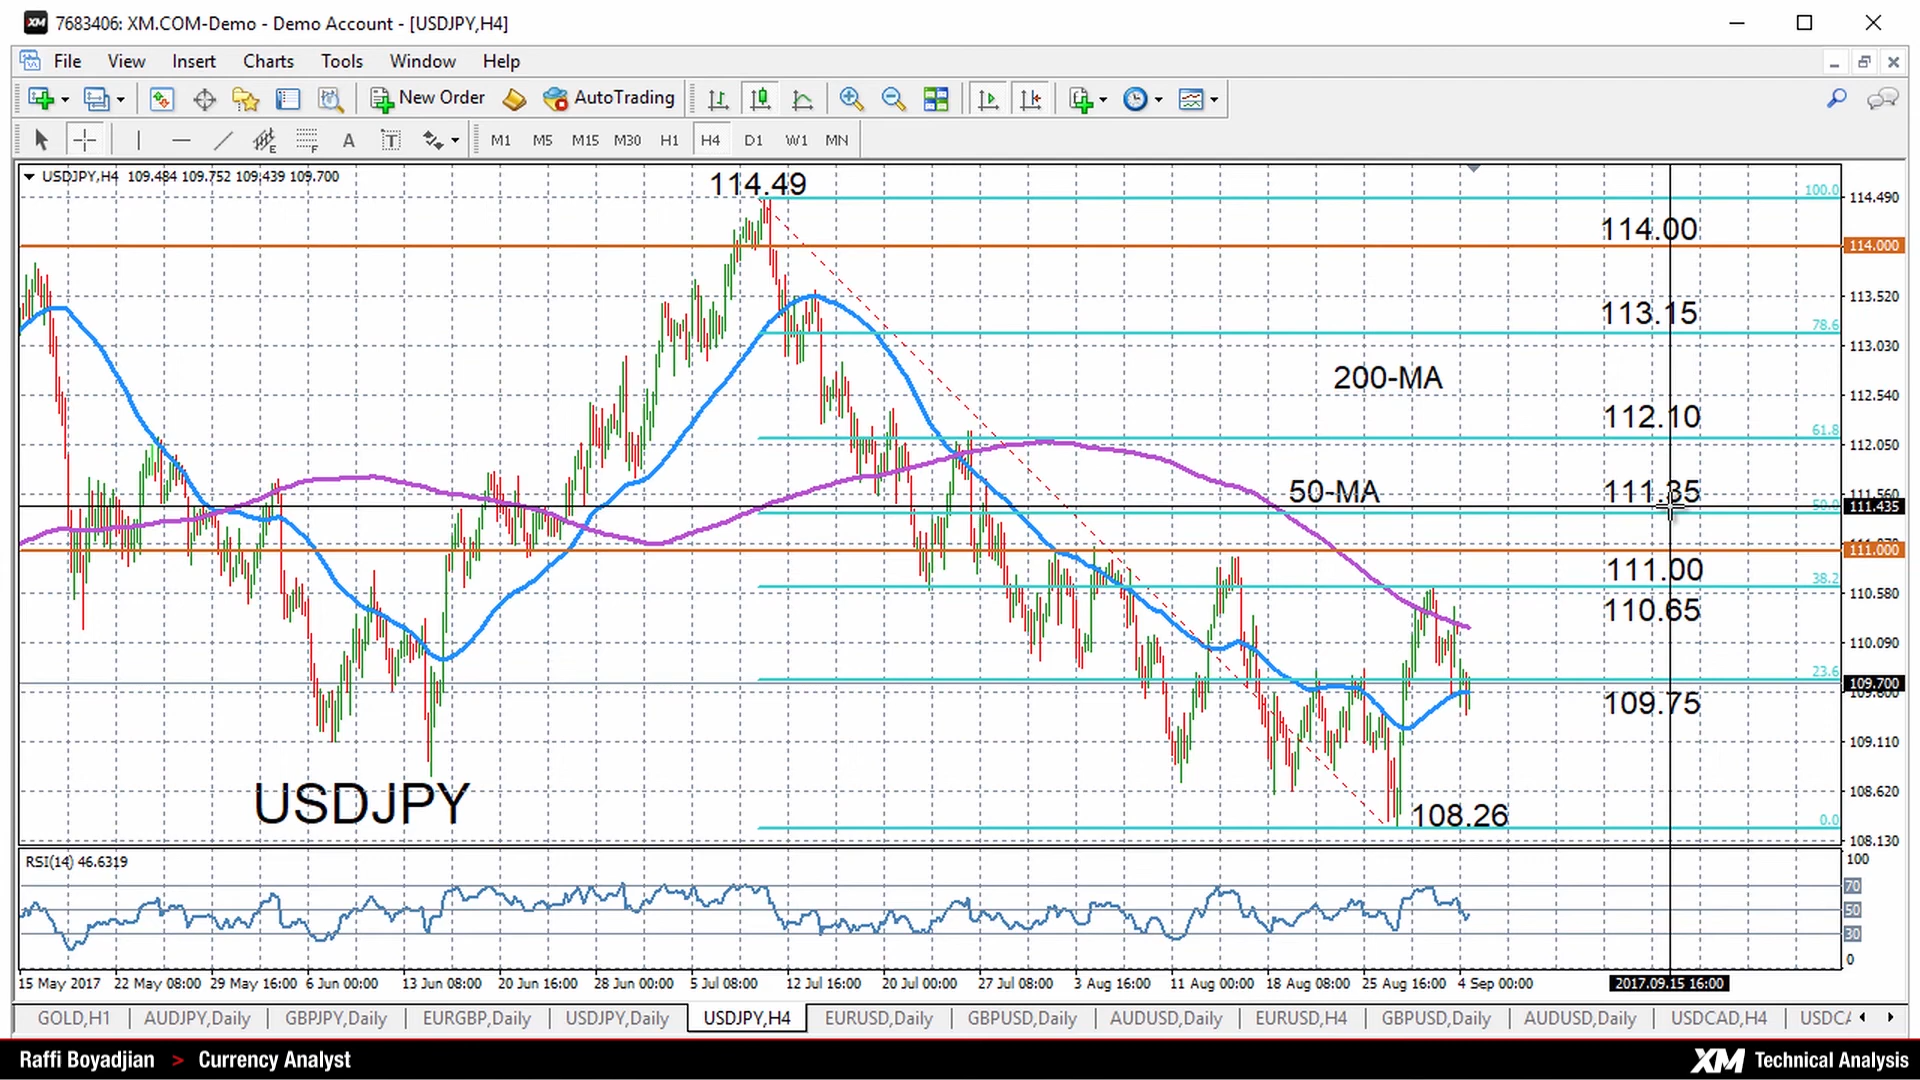 XM 7683406: XM.COM-Demo - Demo Account - [USDJPY,H4]
File View Insert Charts Tools Window Help
New Order AutoTrading
A T M1 M5 M15 M30 H1 H4 D1 W1 MN
USDJPY,H4 109.484 109.752 109.439 109.700
114.49
100.0
114.490
114.00
114.000
113.15
113.520
78.6
113.030
200-MA
112.540
112.10
61.8
112.050
50-MA
111.35
111.560
111.435
111.000
111.00
38.2
110.580
110.65
110.090
23.6
109.700
109.75
109.110
USDJPY
108.620
108.26
0.0
108.130
RSI(14) 46.6319
100
70
50
30
0
15 May 2017 22 May 08:00 29 May 16:00 6 Jun 00:00 13 Jun 08:00 20 Jun 16:00 28 Jun 00:00 5 Jul 08:00 12 Jul 16:00 20 Jul 00:00 27 Jul 08:00 3 Aug 16:00 11 Aug 00:00 18 Aug 08:00 25 Aug 16:00 4 Sep 00:00 2017.09.15 16:00
GOLD,H1 AUDJPY,Daily GBPJPY,Daily EURGBP,Daily USDJPY,Daily USDJPY,H4 EURUSD,Daily GBPUSD,Daily AUDUSD,Daily EURUSD,H4 GBPUSD,Daily AUDUSD,Daily USDCAD,H4
Raffi Boyadjian > Currency Analyst XM Technical Analysis